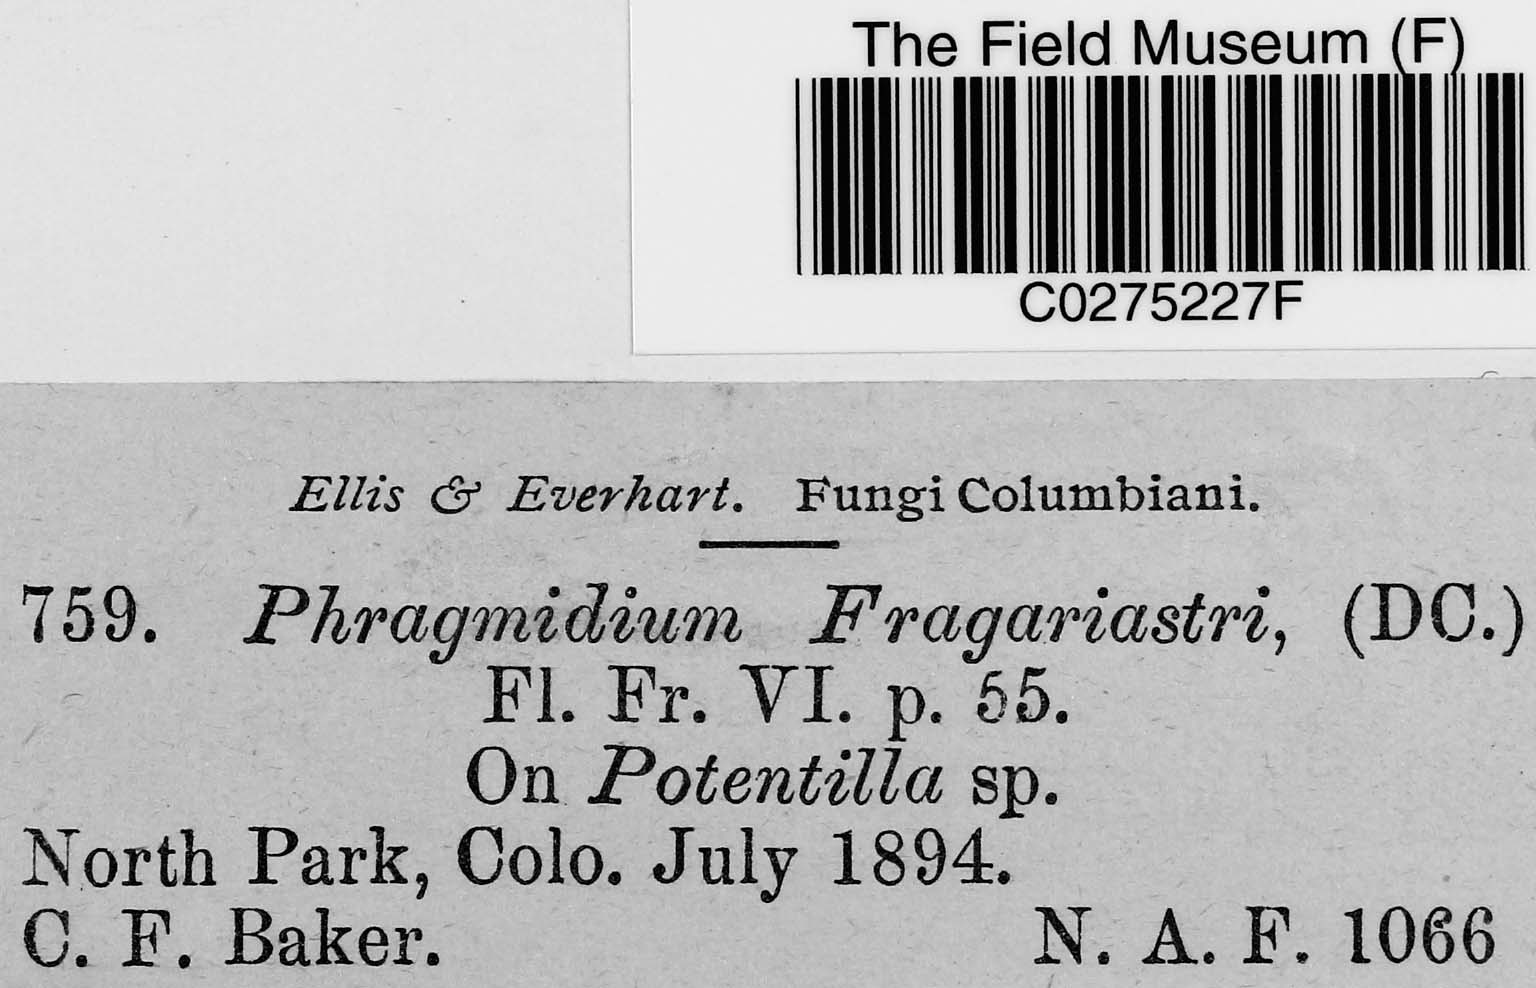 The Field Museum (F)
C0275227F
Ellis & Everhart. Fungi Columbiani.
759. Phragmidium Fragariastri, (DC.)
Fl. Fr. VI. p. 55.
On Potentilla sp.
North Park, Colo. July 1894.
C. F. Baker. N. A. F. 1066